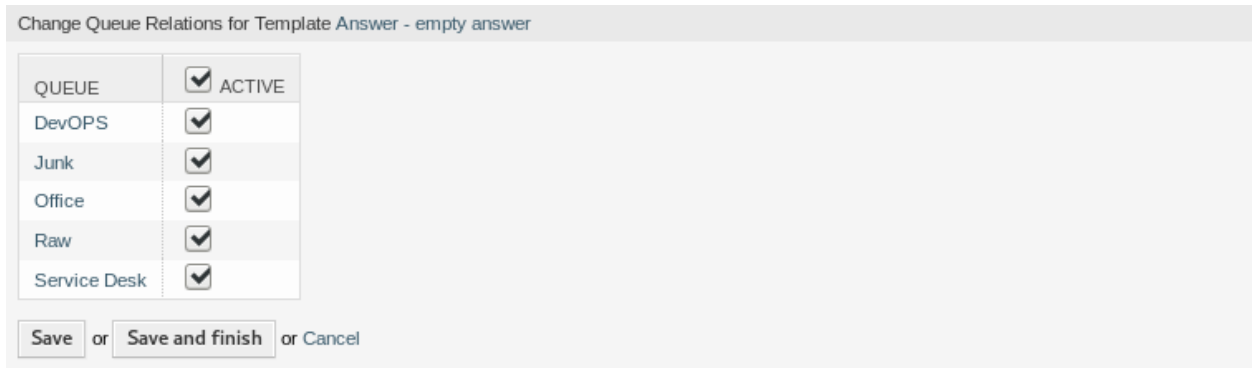 Change Queue Relations for Template Answer - empty answer
QUEUE ACTIVE
DevOPS
Junk
Office
Raw
Service Desk
Save or Save and finish or Cancel